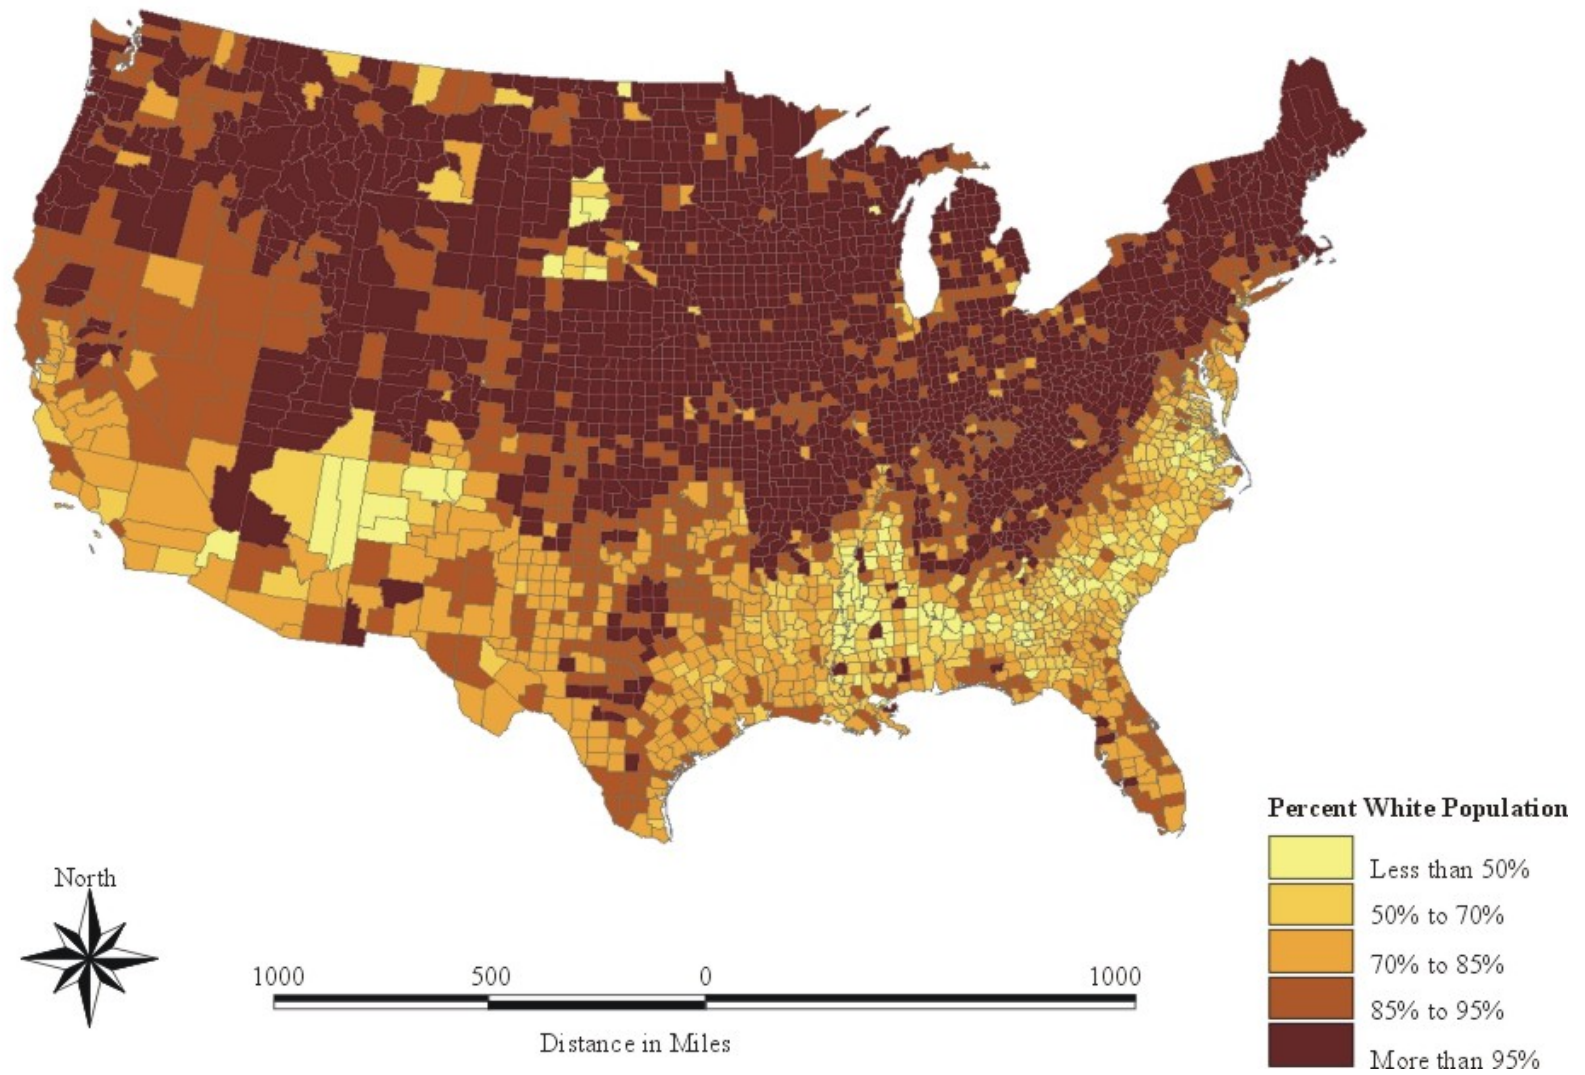 Percent White Population
Less than 50%
50% to 70%
70% to 85%
85% to 95%
More than 95%
North
1000 500 0 1000
Distance in Miles